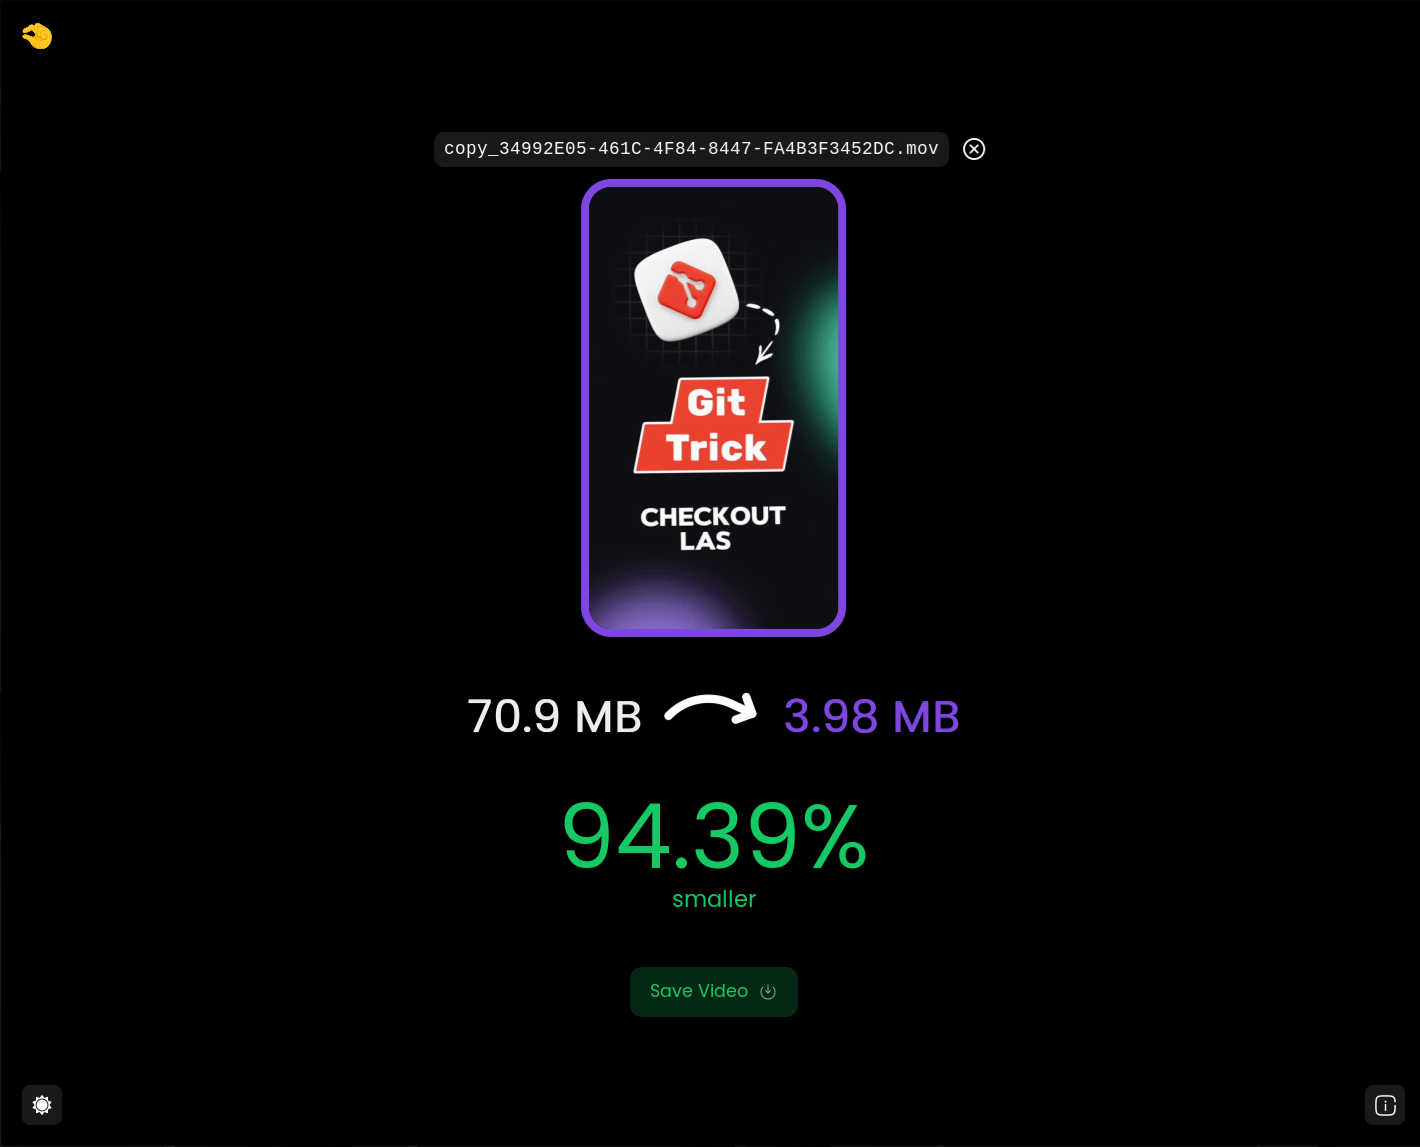 copy_34992E05-461C-4F84-8447-FA4B3F3452DC.mov
Git
Trick
CHECKOUT
LAS
70.9 MB
3.98 MB
94.39%
smaller
Save Video